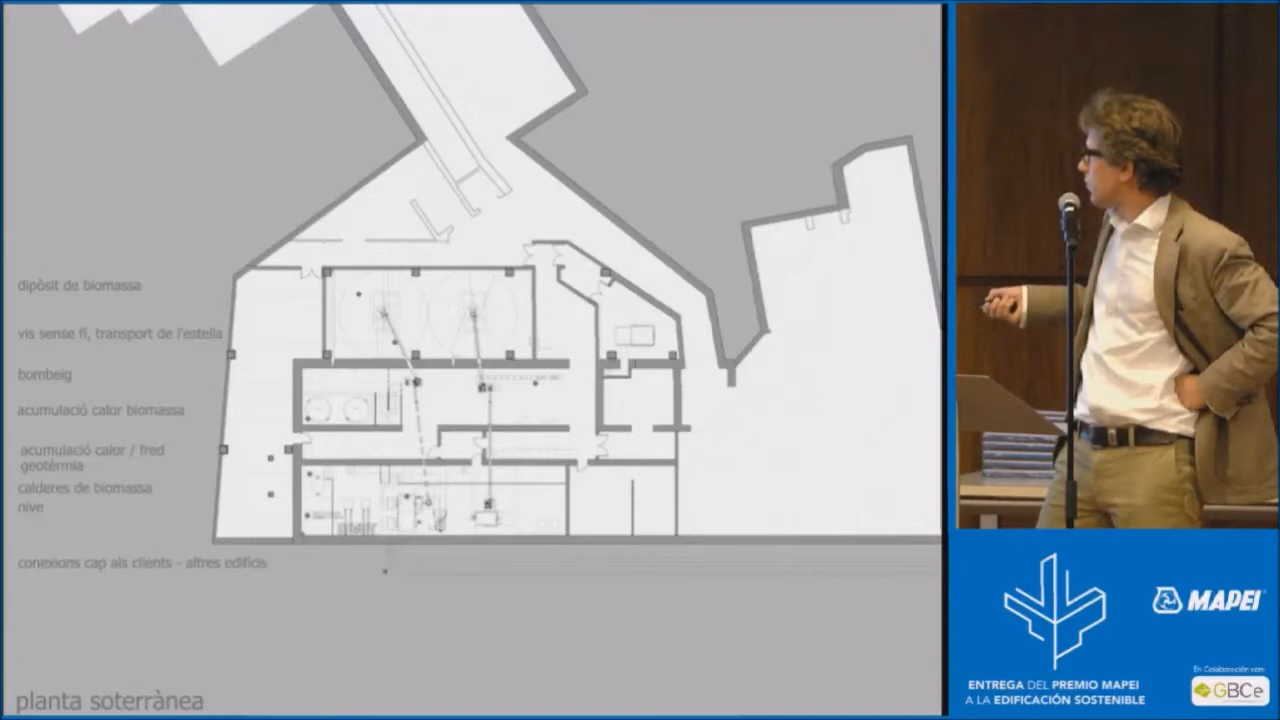 dipòsit de biomassa
vis sense fi, transport de l'estella
bombeig
acumulació calor biomassa
acumulació calor / fred
geotèrmia
calderes de biomassa
nive
conexions cap als clients - altres edificis
planta soterrànea
ENTREGA DEL PREMIO MAPEI
A LA EDIFICACIÓN SOSTENIBLE
MAPEI
En Colaboración con:
GBCe